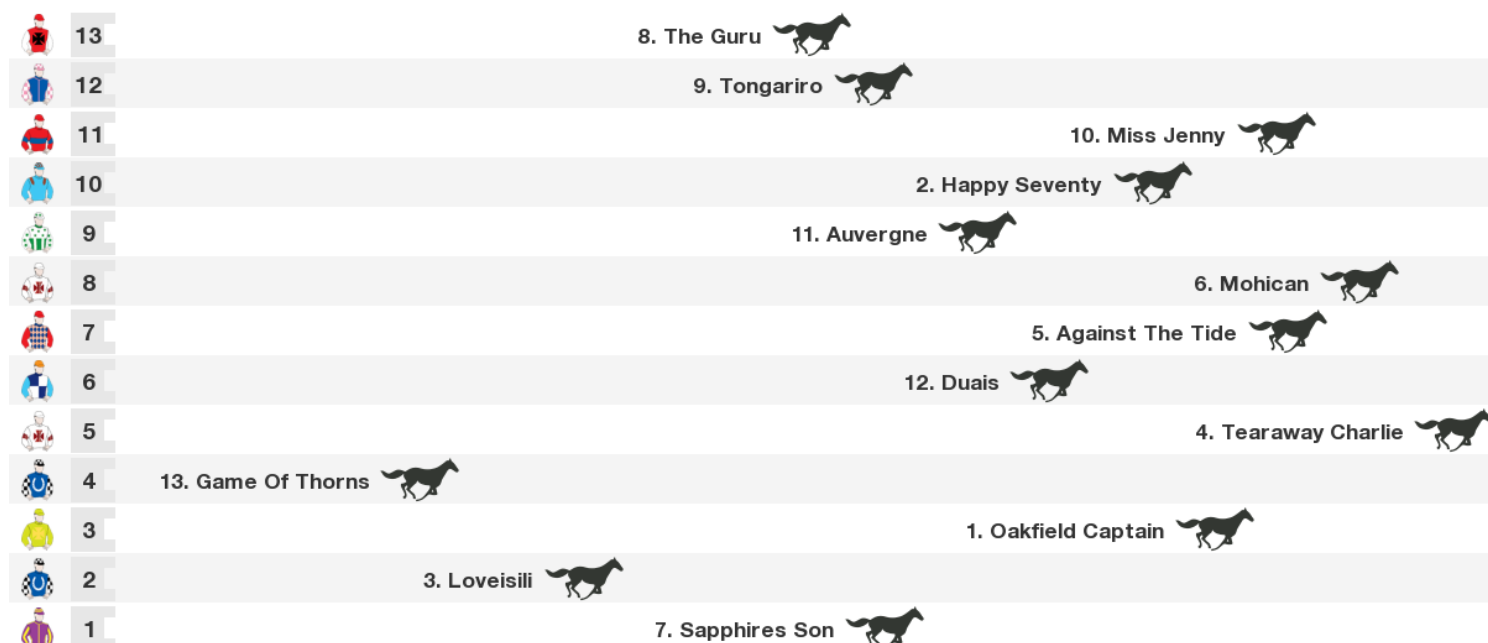 13 8. The Guru
12 9. Tongariro
11 10. Miss Jenny
10 2. Happy Seventy
9 11. Auvergne
8 6. Mohican
7 5. Against The Tide
6 12. Duais
5 4. Tearaway Charlie
4 13. Game Of Thorns
3 1. Oakfield Captain
2 3. Loveisili
1 7. Sapphires Son